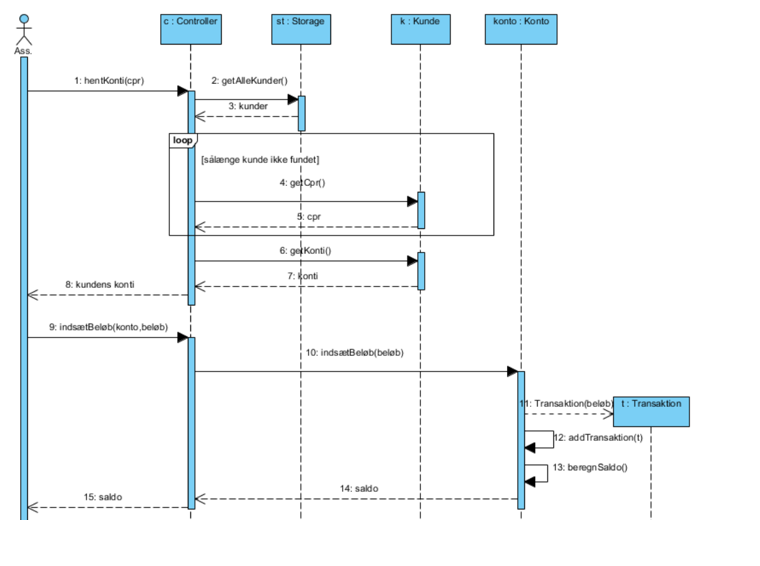 c : Controller
st : Storage
k : Kunde
konto : Konto
Ass.
1: hentKonti(cpr)
2: getAlleKunder()
3: kunder
loop
[sålænge kunde ikke fundet]
4: getCpr()
5: cpr
6: getKonti()
7: konti
8: kundens konti
9: indsætBeløb(konto,beløb)
10: indsætBeløb(beløb)
11: Transaktion(beløb)
t : Transaktion
12: addTransaktion(t)
13: beregnSaldo()
14: saldo
15: saldo